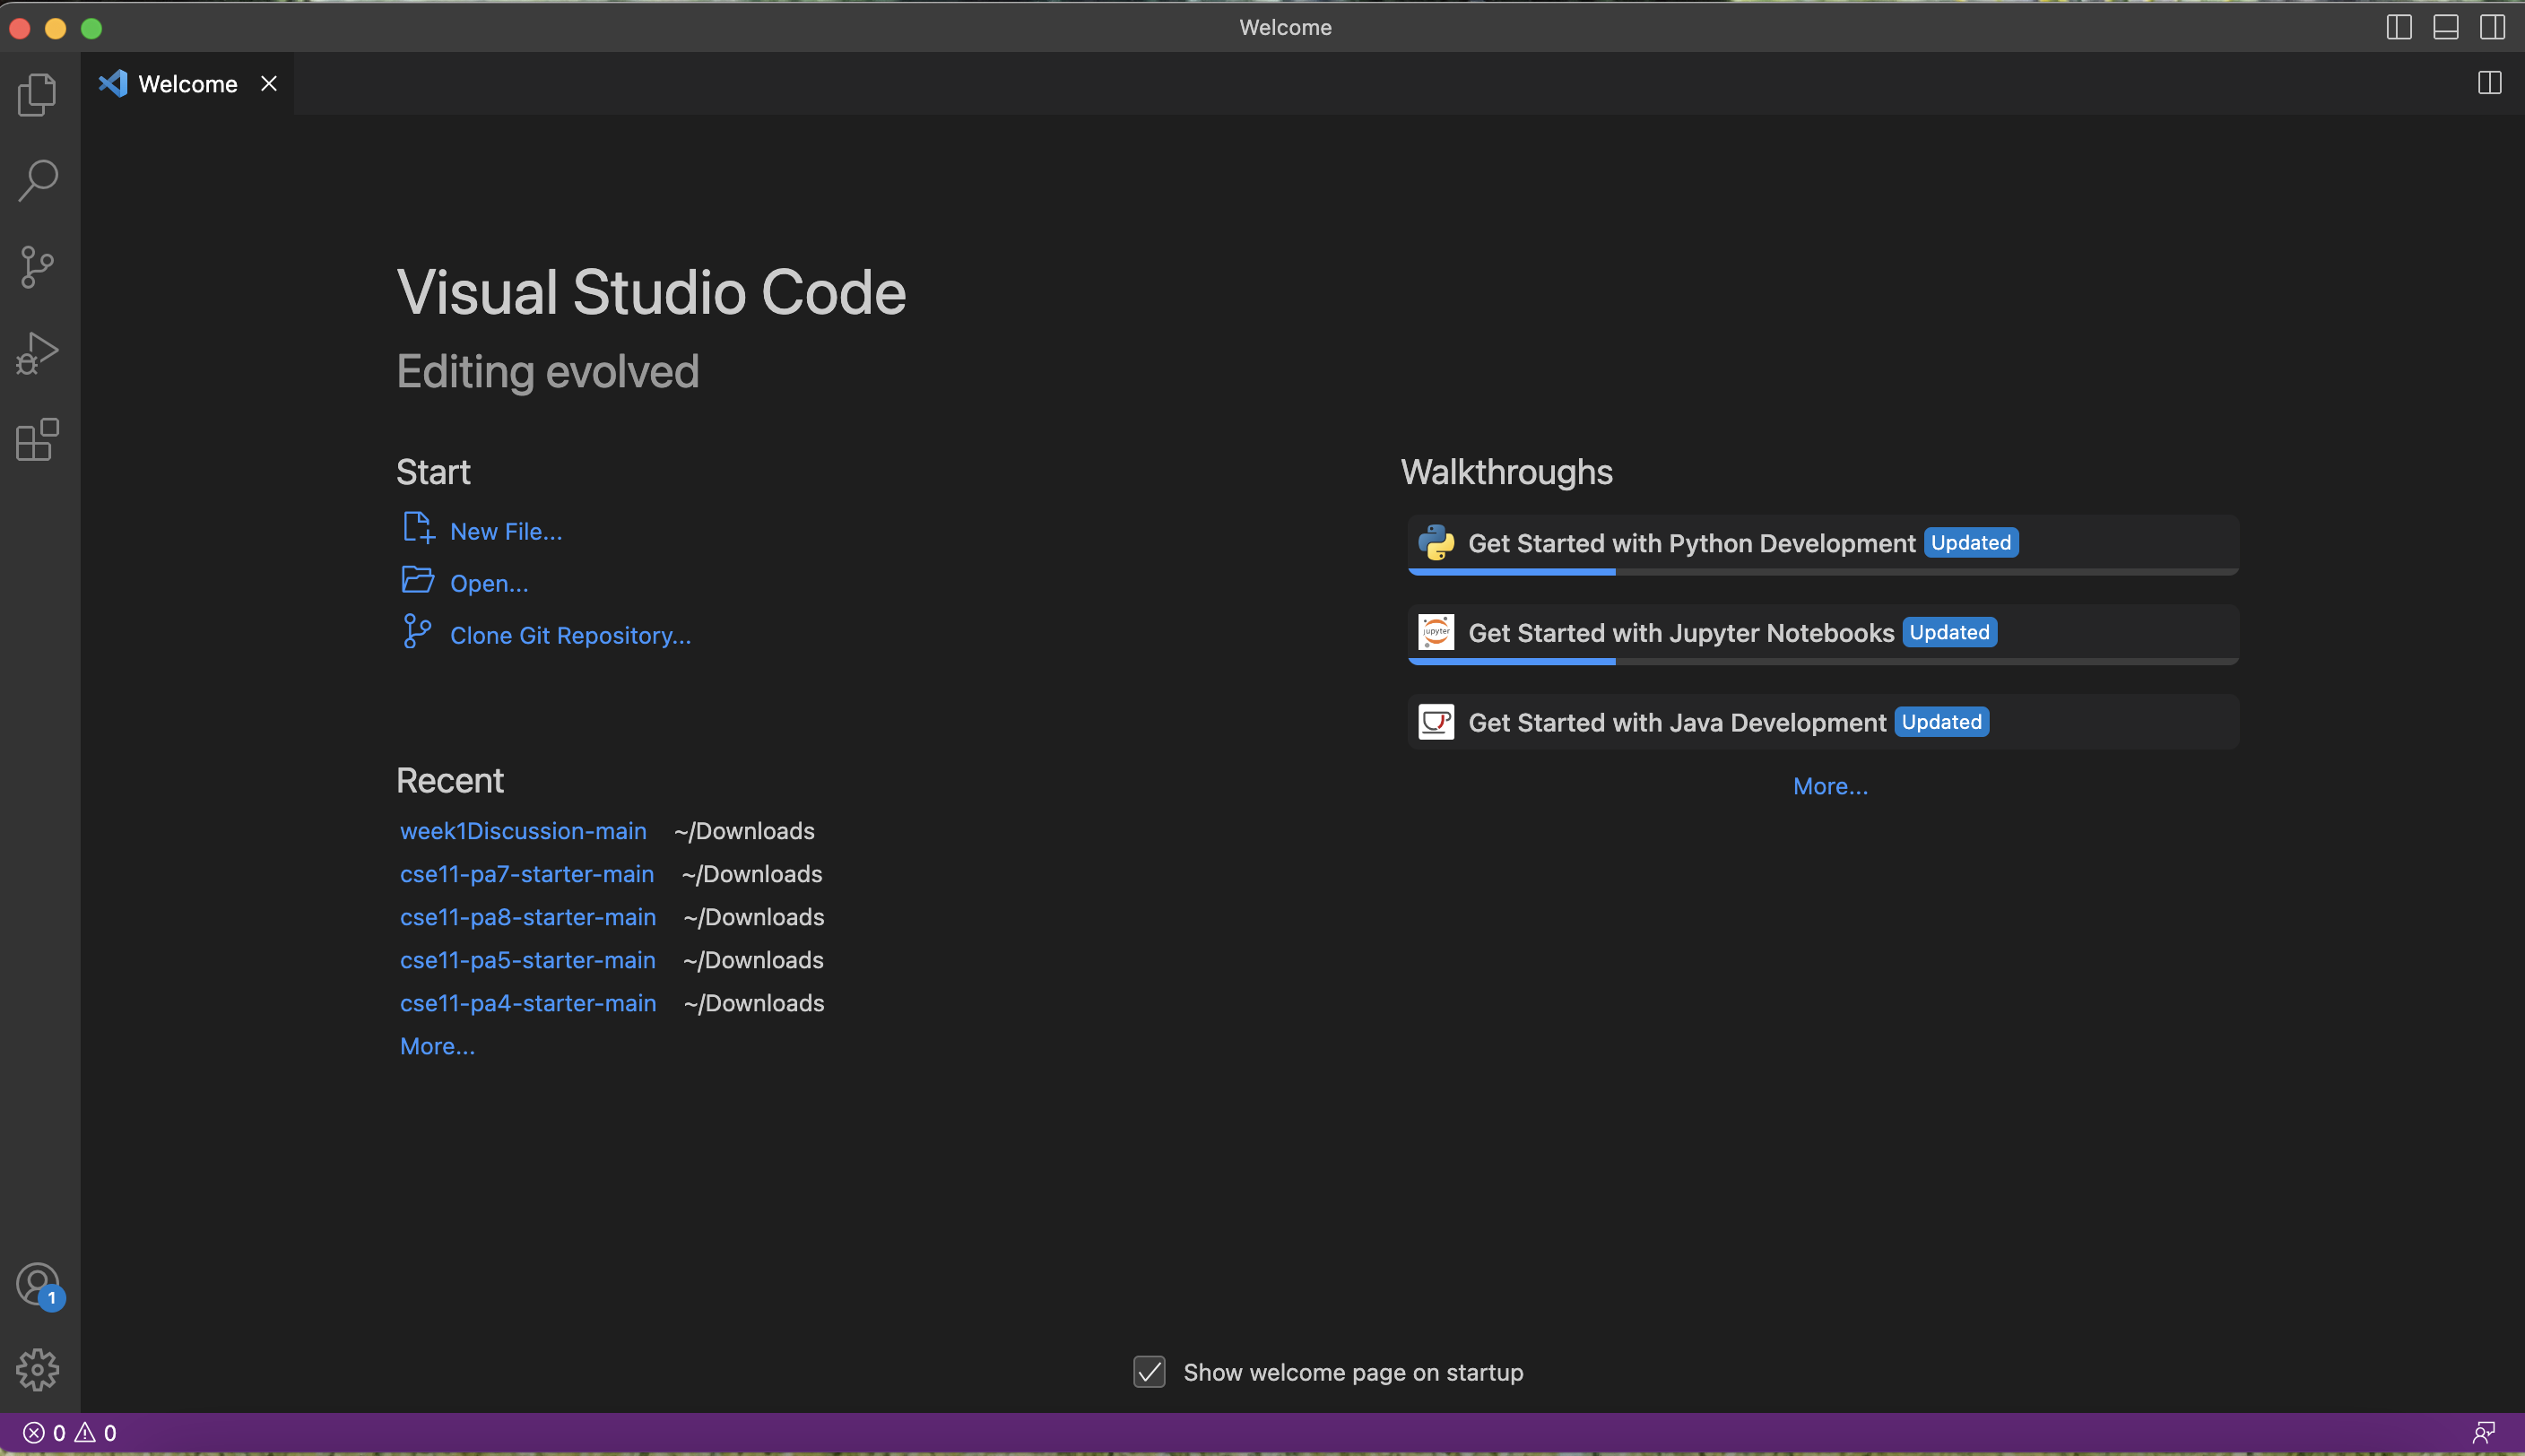 Welcome
Welcome
Visual Studio Code
Editing evolved
Start
New File...
Open...
Clone Git Repository...
Recent
week1Discussion-main ~/Downloads
cse11-pa7-starter-main ~/Downloads
cse11-pa8-starter-main ~/Downloads
cse11-pa5-starter-main ~/Downloads
cse11-pa4-starter-main ~/Downloads
More...
Walkthroughs
Get Started with Python Development Updated
jupyter
Get Started with Jupyter Notebooks Updated
Get Started with Java Development Updated
More...
1
Show welcome page on startup
0 0